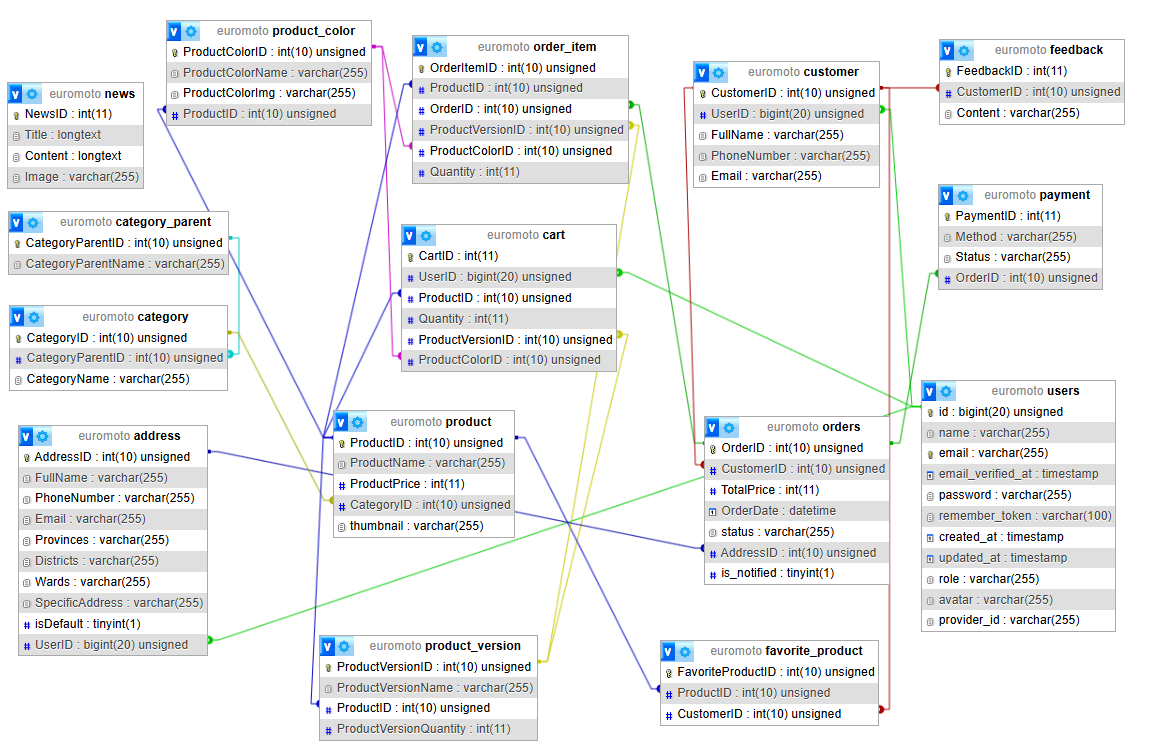 euromoto product_color
ProductColorID : int(10) unsigned
ProductColorName : varchar(255)
ProductColorImg : varchar(255)
ProductID : int(10) unsigned
euromoto order_item
OrderItemID : int(10) unsigned
ProductID : int(10) unsigned
OrderID : int(10) unsigned
ProductVersionID : int(10) unsigned
ProductColorID : int(10) unsigned
Quantity : int(11)
euromoto customer
CustomerID : int(10) unsigned
UserID : bigint(20) unsigned
FullName : varchar(255)
PhoneNumber : varchar(255)
Email : varchar(255)
euromoto feedback
FeedbackID : int(11)
CustomerID : int(10) unsigned
Content : varchar(255)
euromoto news
NewsID : int(11)
Title : longtext
Content : longtext
Image : varchar(255)
euromoto category_parent
CategoryParentID : int(10) unsigned
CategoryParentName : varchar(255)
euromoto cart
CartID : int(11)
UserID : bigint(20) unsigned
ProductID : int(10) unsigned
Quantity : int(11)
ProductVersionID : int(10) unsigned
ProductColorID : int(10) unsigned
euromoto payment
PaymentID : int(11)
Method : varchar(255)
Status : varchar(255)
OrderID : int(10) unsigned
euromoto category
CategoryID : int(10) unsigned
CategoryParentID : int(10) unsigned
CategoryName : varchar(255)
euromoto address
AddressID : int(10) unsigned
FullName : varchar(255)
PhoneNumber : varchar(255)
Email : varchar(255)
Provinces : varchar(255)
Districts : varchar(255)
Wards : varchar(255)
SpecificAddress : varchar(255)
isDefault : tinyint(1)
UserID : bigint(20) unsigned
euromoto product
ProductID : int(10) unsigned
ProductName : varchar(255)
ProductPrice : int(11)
CategoryID : int(10) unsigned
thumbnail : varchar(255)
euromoto orders
OrderID : int(10) unsigned
CustomerID : int(10) unsigned
TotalPrice : int(11)
OrderDate : datetime
status : varchar(255)
AddressID : int(10) unsigned
is_notified : tinyint(1)
euromoto users
id : bigint(20) unsigned
name : varchar(255)
email : varchar(255)
email_verified_at : timestamp
password : varchar(255)
remember_token : varchar(100)
created_at : timestamp
updated_at : timestamp
role : varchar(255)
avatar : varchar(255)
provider_id : varchar(255)
euromoto product_version
ProductVersionID : int(10) unsigned
ProductVersionName : varchar(255)
ProductID : int(10) unsigned
ProductVersionQuantity : int(11)
euromoto favorite_product
FavoriteProductID : int(10) unsigned
ProductID : int(10) unsigned
CustomerID : int(10) unsigned